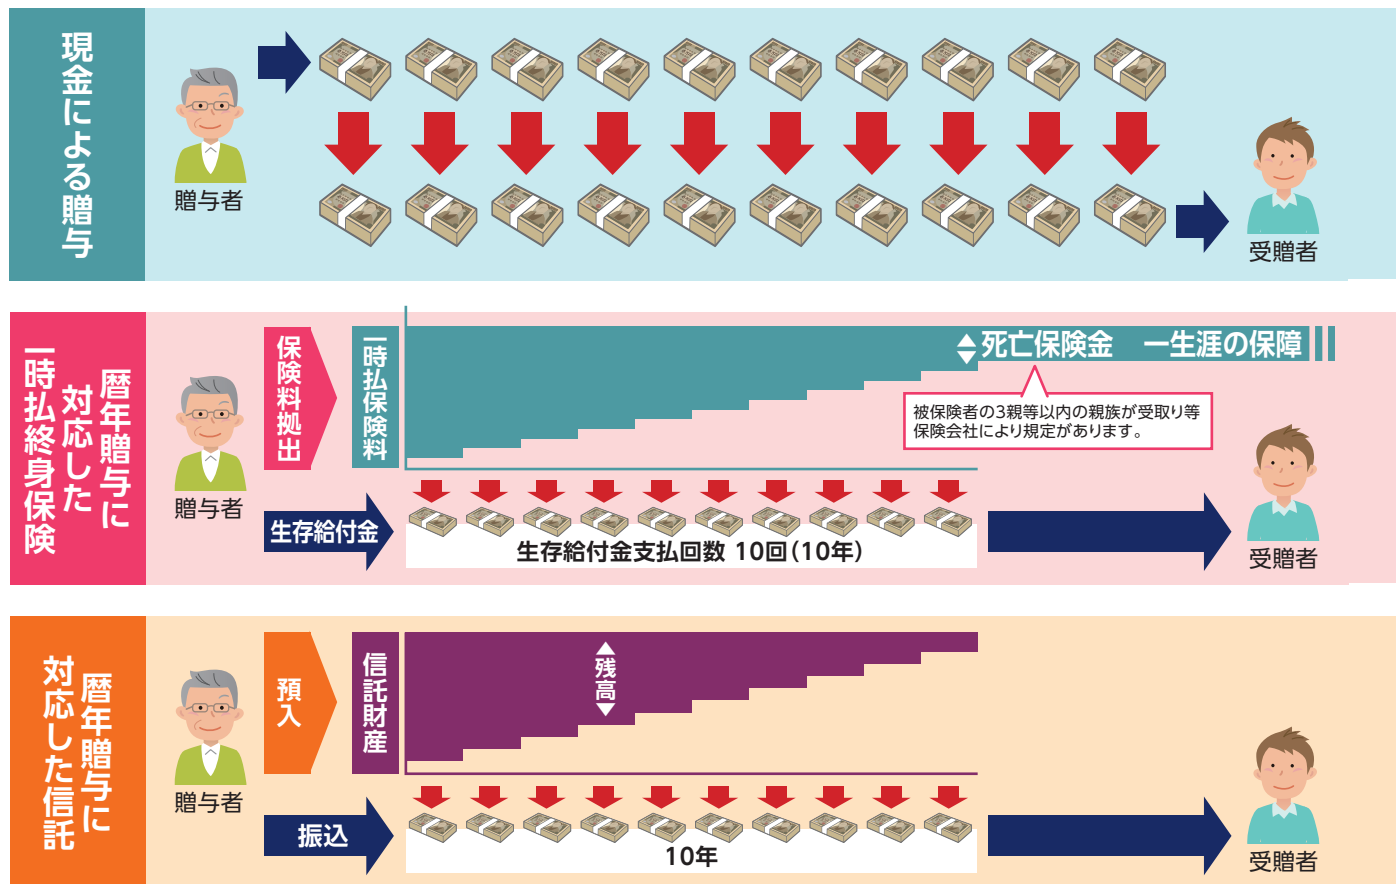 現金による贈与
贈与者
受贈者
暦年贈与に
対応した
一時払終身保険
贈与者
保険料拠出
一時払保険料
死亡保険金 一生涯の保障
被保険者の3親等以内の親族が受取り等
保険会社により規定があります。
生存給付金
生存給付金支払回数 10回(10年)
受贈者
暦年贈与に
対応した信託
贈与者
預入
信託財産
残高
振込
10年
受贈者